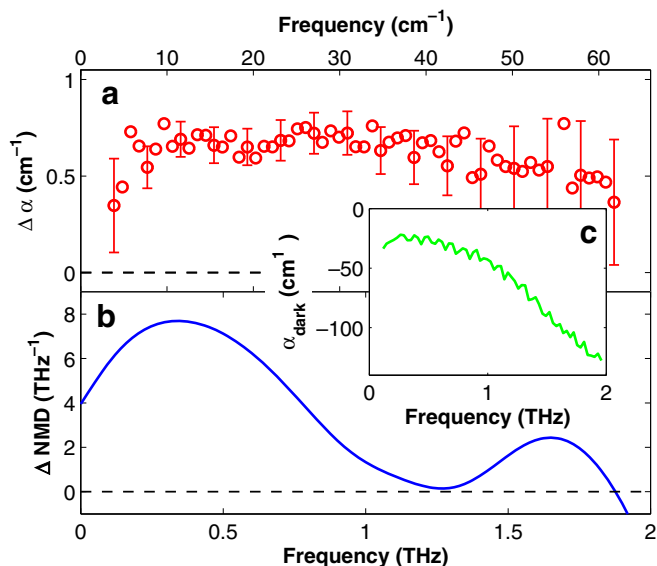 Frequency (cm⁻¹)
0 10 20 30 40 50 60
a
1
0.5
0
Δ α (cm⁻¹)
c
0
−50
−100
α_dark (cm¹)
0 1 2
Frequency (THz)
b
8
6
4
2
0
Δ NMD (THz⁻¹)
0 0.5 1 1.5 2
Frequency (THz)